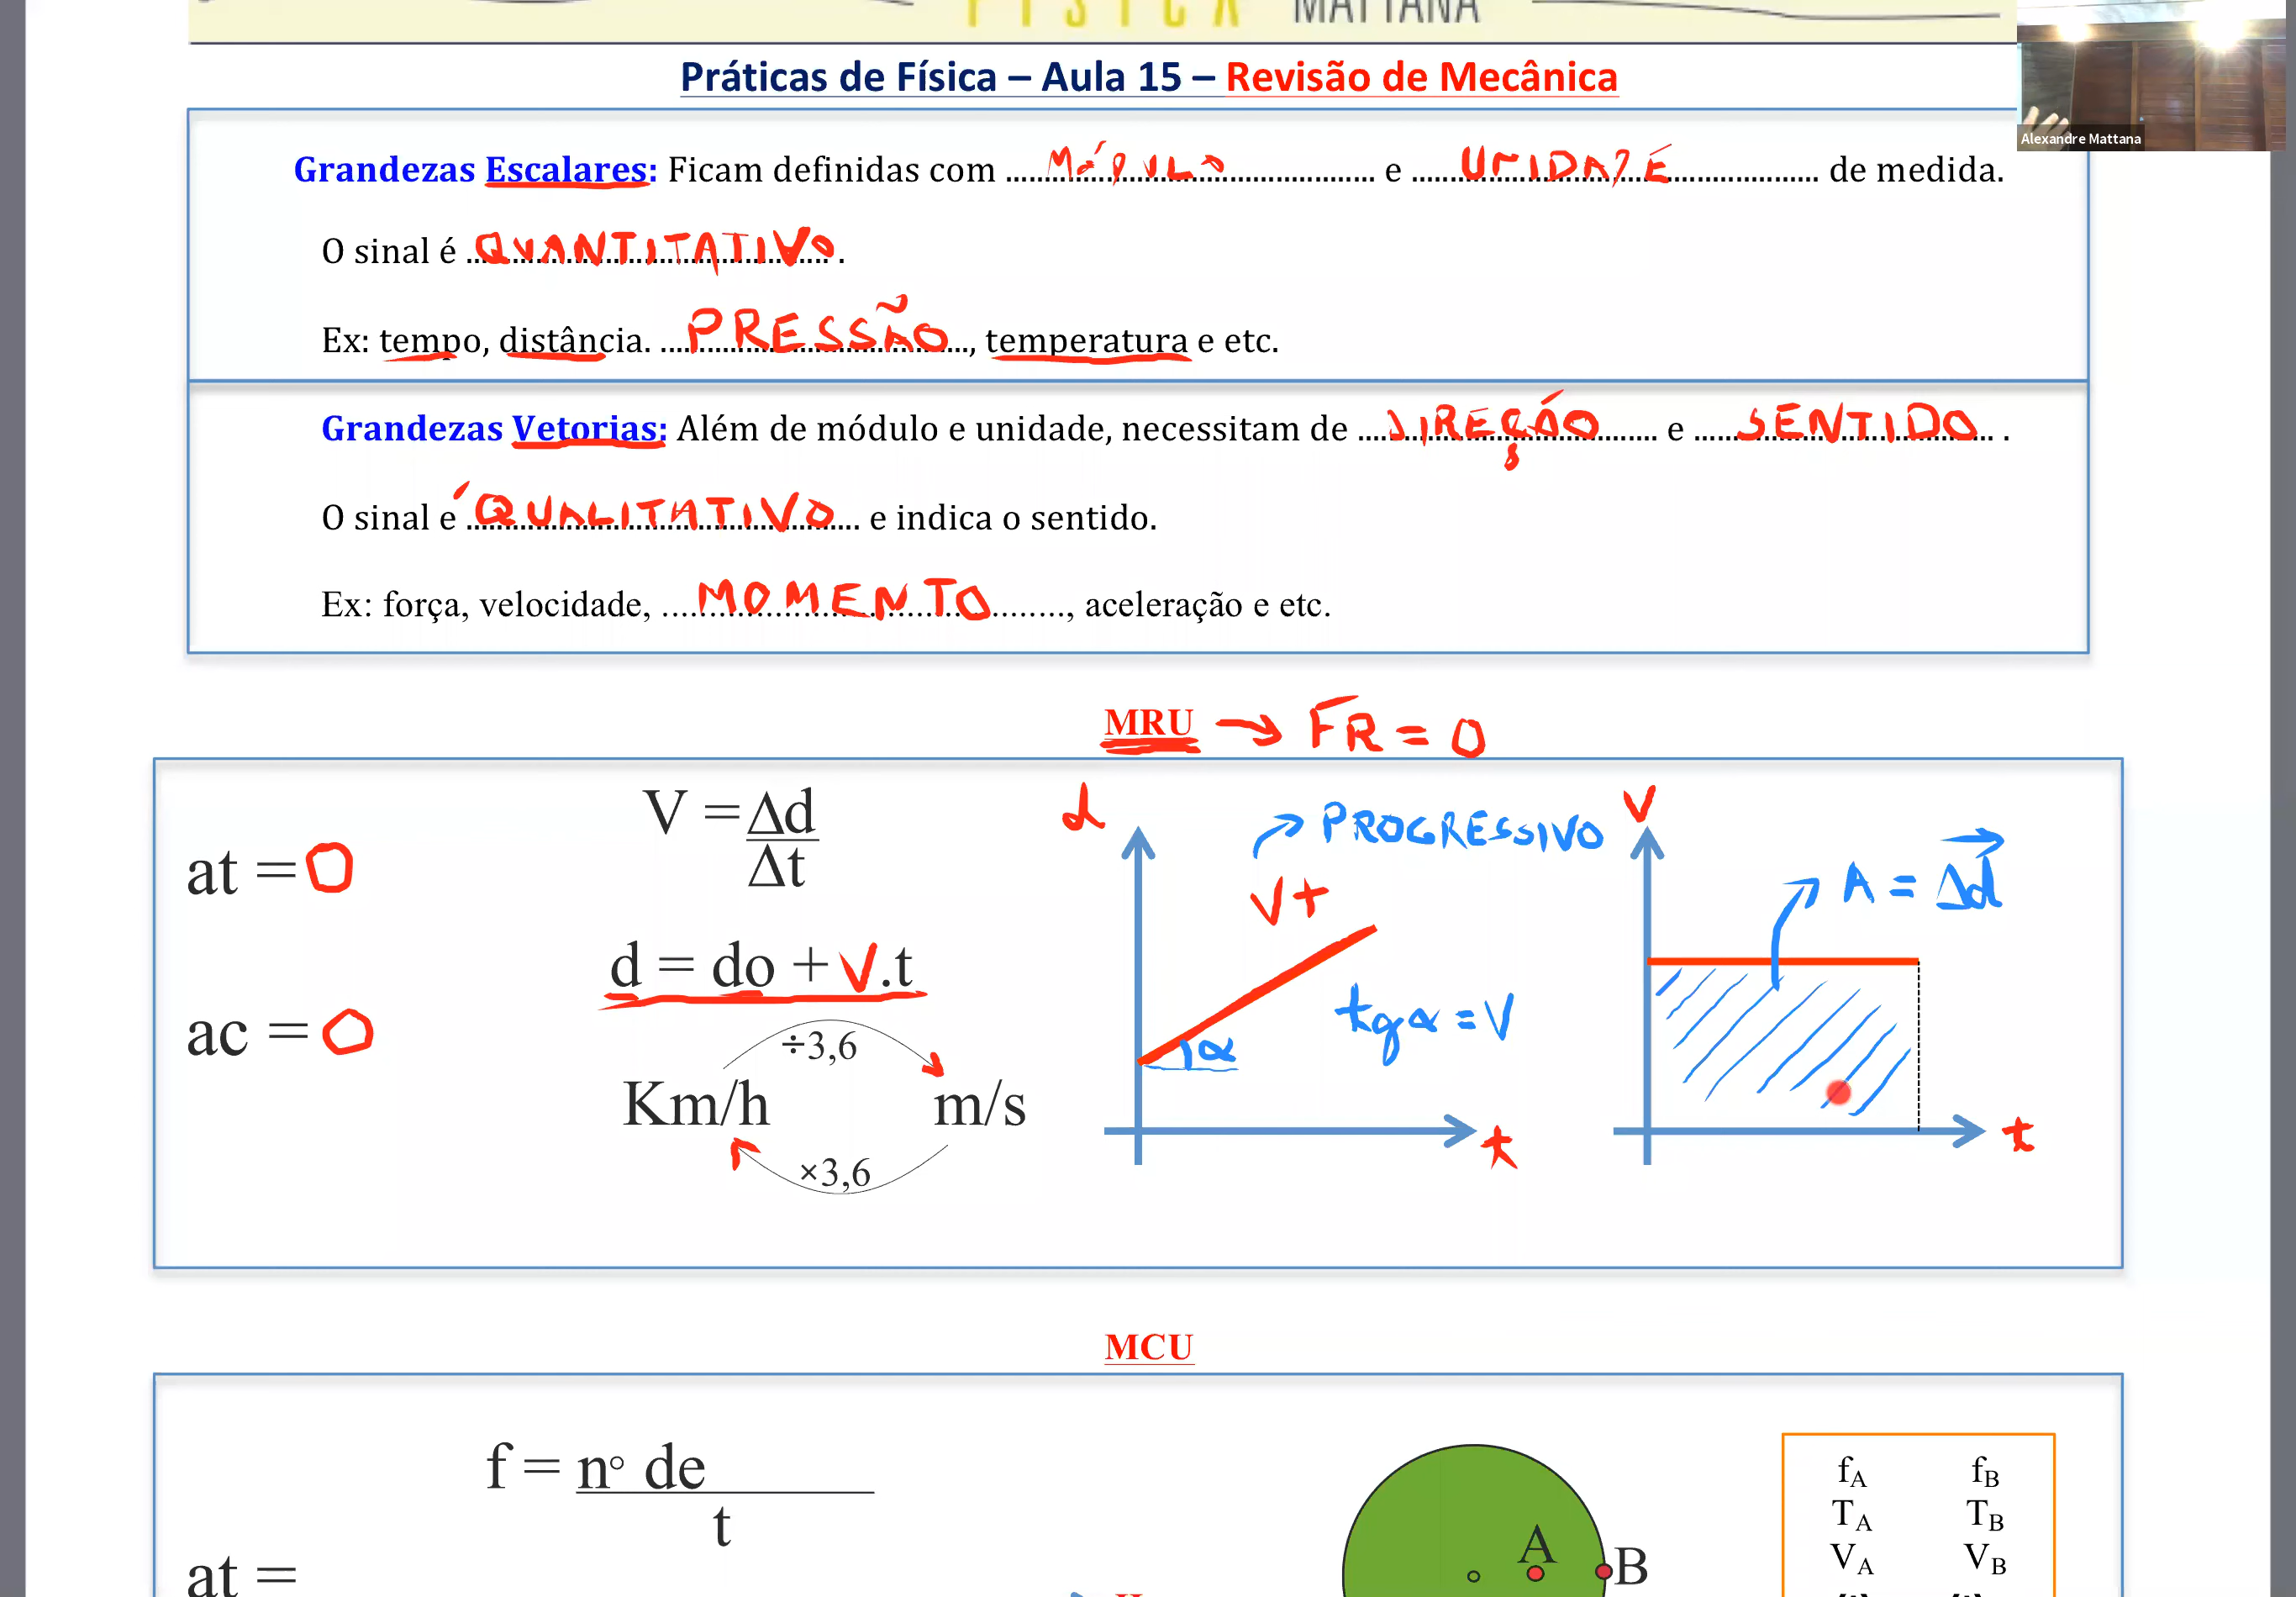 FÍSICA MATTANA
Práticas de Física – Aula 15 – Revisão de Mecânica
Alexandre Mattana
Grandezas Escalares: Ficam definidas com MÓDULO e UNIDADE de medida.
O sinal é QUANTITATIVO.
Ex: tempo, distância. PRESSÃO, temperatura e etc.
Grandezas Vetorias: Além de módulo e unidade, necessitam de DIREÇÃO e SENTIDO.
O sinal é QUALITATIVO e indica o sentido.
Ex: força, velocidade, MOMENTO, aceleração e etc.
MRU → FR = 0
at = 0
ac = 0
V = Δd
Δt
d = do + V.t
÷3,6
Km/h m/s
×3,6
d
PROGRESSIVO
V+
tg α = V
α
t
V
A = Δd
t
MCU
f = n° de
t
at =
A
B
fA fB
TA TB
VA VB